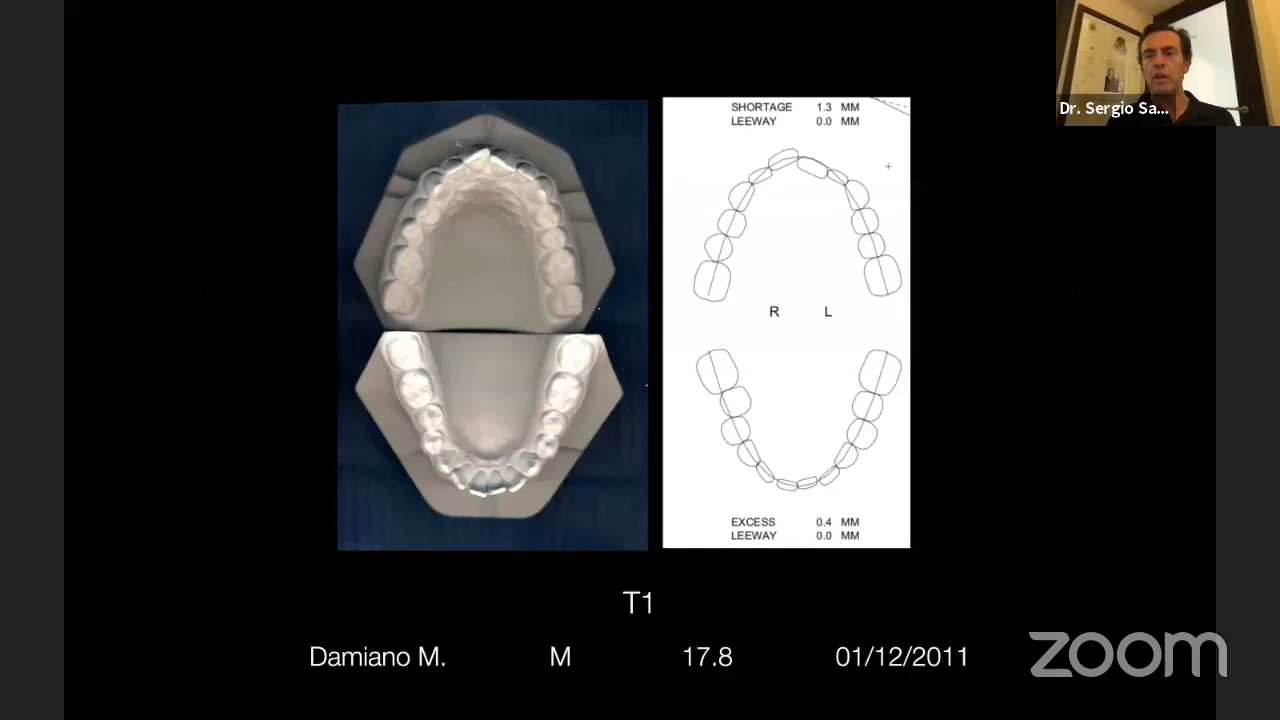 SHORTAGE 1.3 MM
LEEWAY 0.0 MM
Dr. Sergio Sa...
R L
EXCESS 0.4 MM
LEEWAY 0.0 MM
T1
Damiano M. M 17.8 01/12/2011
zoom